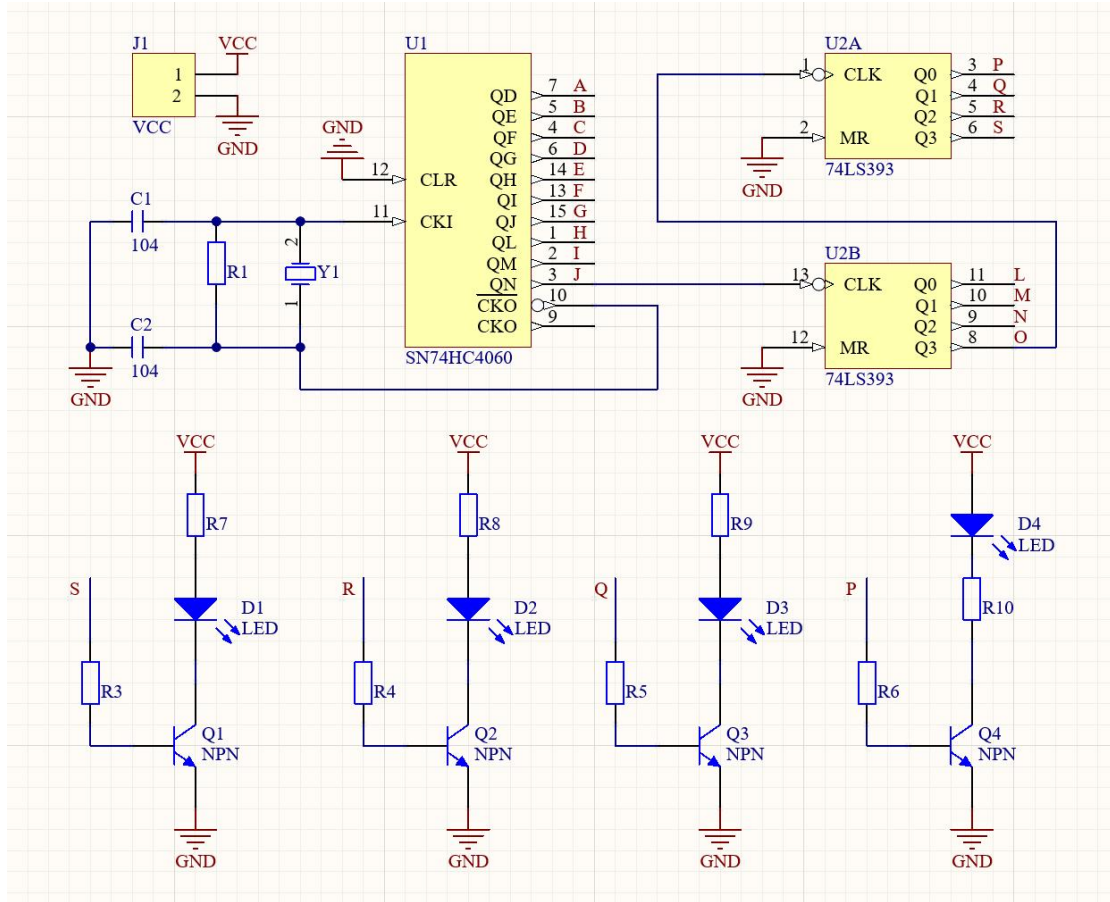 J1
VCC
1
2
VCC
GND
GND
C1
104
R1
2
Y1
1
C2
104
GND
U1
12 CLR
11 CKI
QD 7 A
QE 5 B
QF 4 C
QG 6 D
QH 14 E
QI 13 F
QJ 15 G
QL 1 H
QM 2 I
QN 3 J
CKO 10
CKO 9
SN74HC4060
U2A
1 CLK Q0 3 P
Q1 4 Q
Q2 5 R
2 MR Q3 6 S
74LS393
GND
U2B
13 CLK Q0 11 L
Q1 10 M
Q2 9 N
12 MR Q3 8 O
74LS393
GND
VCC
R7
S
D1
LED
R3
Q1
NPN
GND
VCC
R8
R
D2
LED
R4
Q2
NPN
GND
VCC
R9
Q
D3
LED
R5
Q3
NPN
GND
VCC
D4
LED
P
R10
R6
Q4
NPN
GND